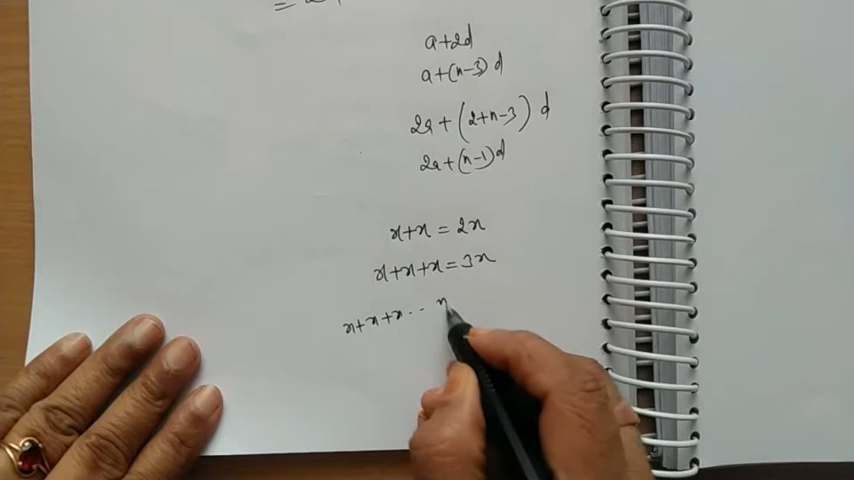 a+2d
a+(n-3)d
2a+(2+n-3)d
2a+(n-1)d
x+x=2x
x+x+x=3x
x+x+x... n